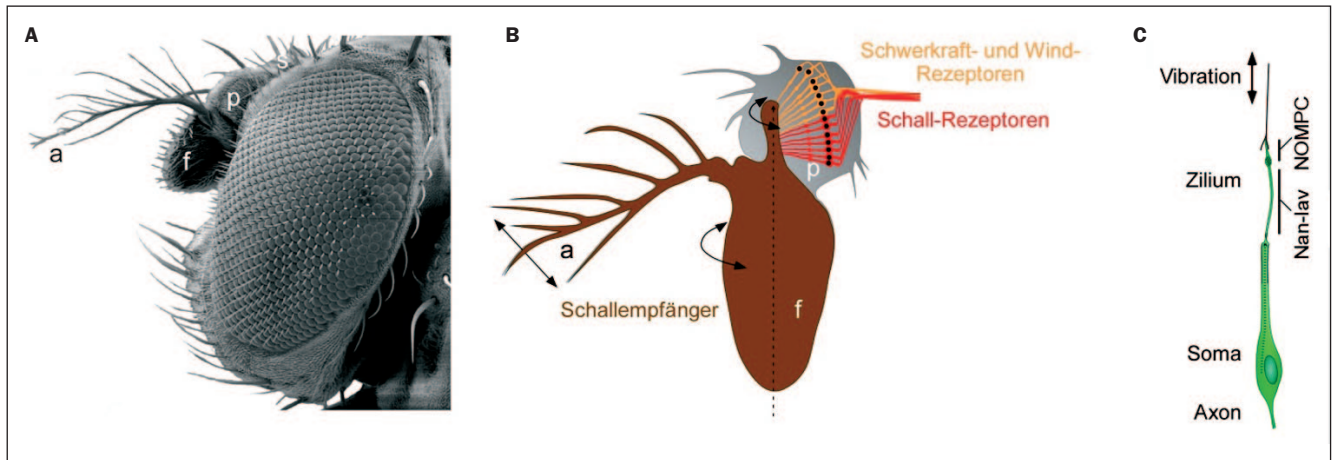 A
s
p
a
f
B
Schwerkraft- und Wind-
Rezeptoren
Schall-Rezeptoren
p
a
Schallempfänger
f
C
Vibration
NOMPC
Zilium
Nan-Iav
Soma
Axon